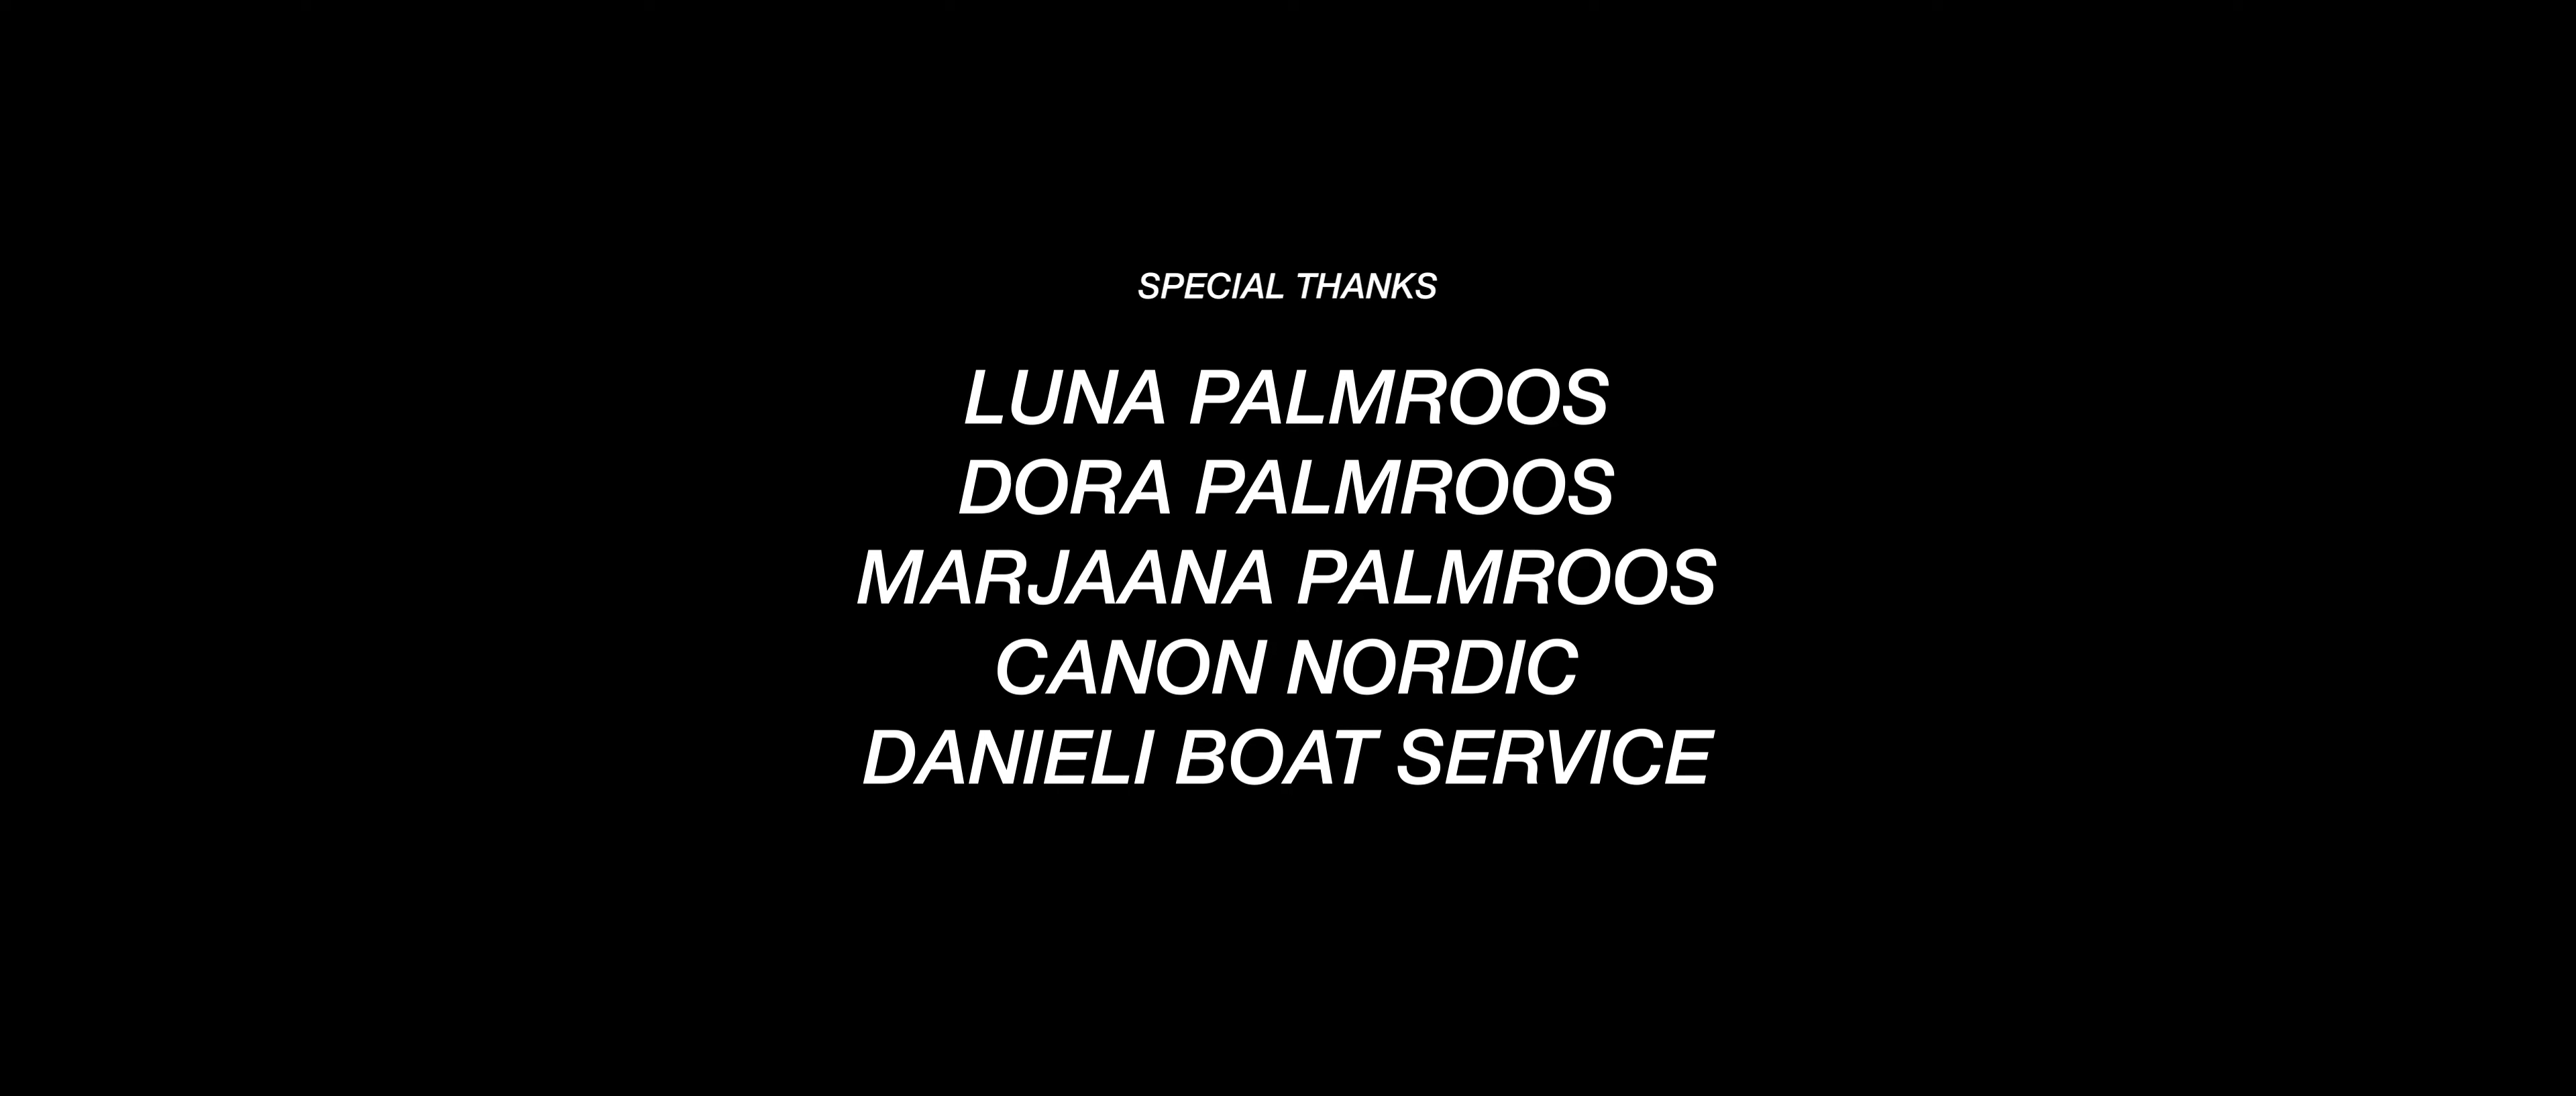 SPECIAL THANKS
LUNA PALMROOS
DORA PALMROOS
MARJAANA PALMROOS
CANON NORDIC
DANIELI BOAT SERVICE